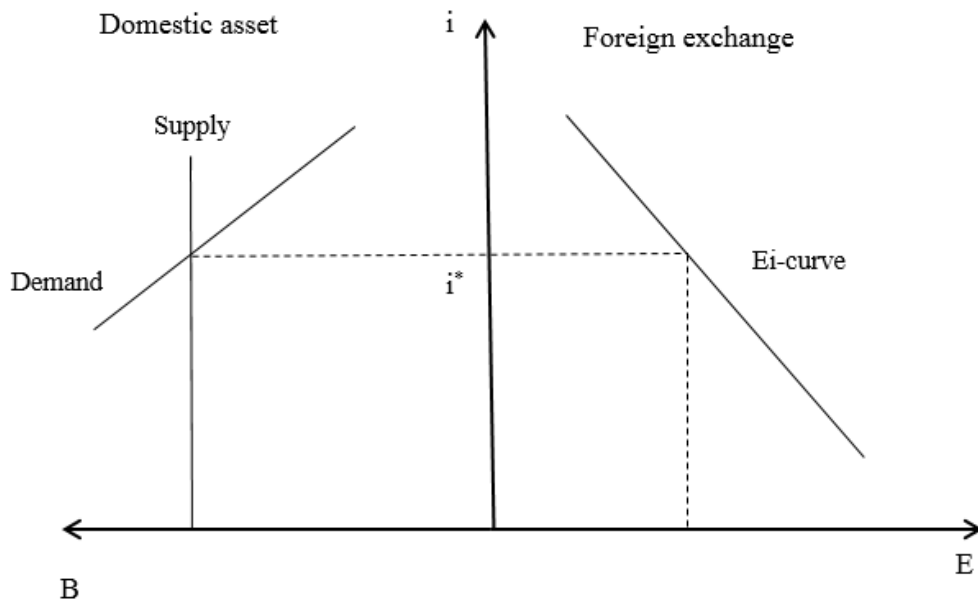 Domestic asset
i
Foreign exchange
Supply
Demand
i*
Ei-curve
B
E